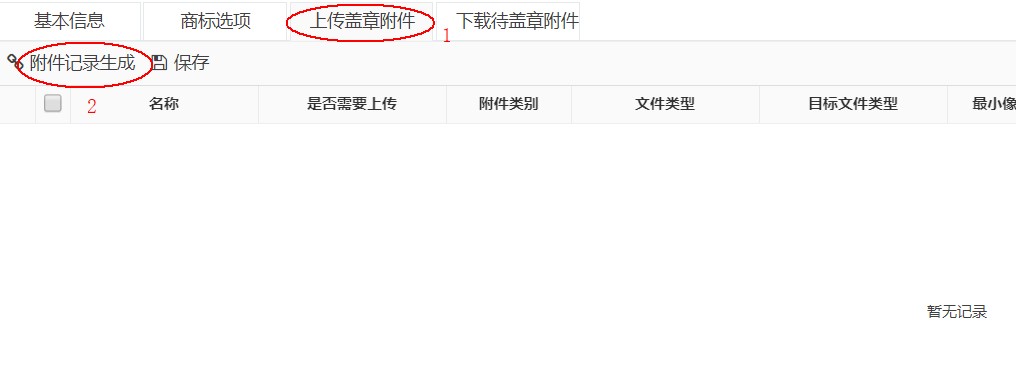 基本信息 商标选项 上传盖章附件 1 下载待盖章附件
附件记录生成 保存
2 名称 是否需要上传 附件类别 文件类型 目标文件类型 最小像
暂无记录